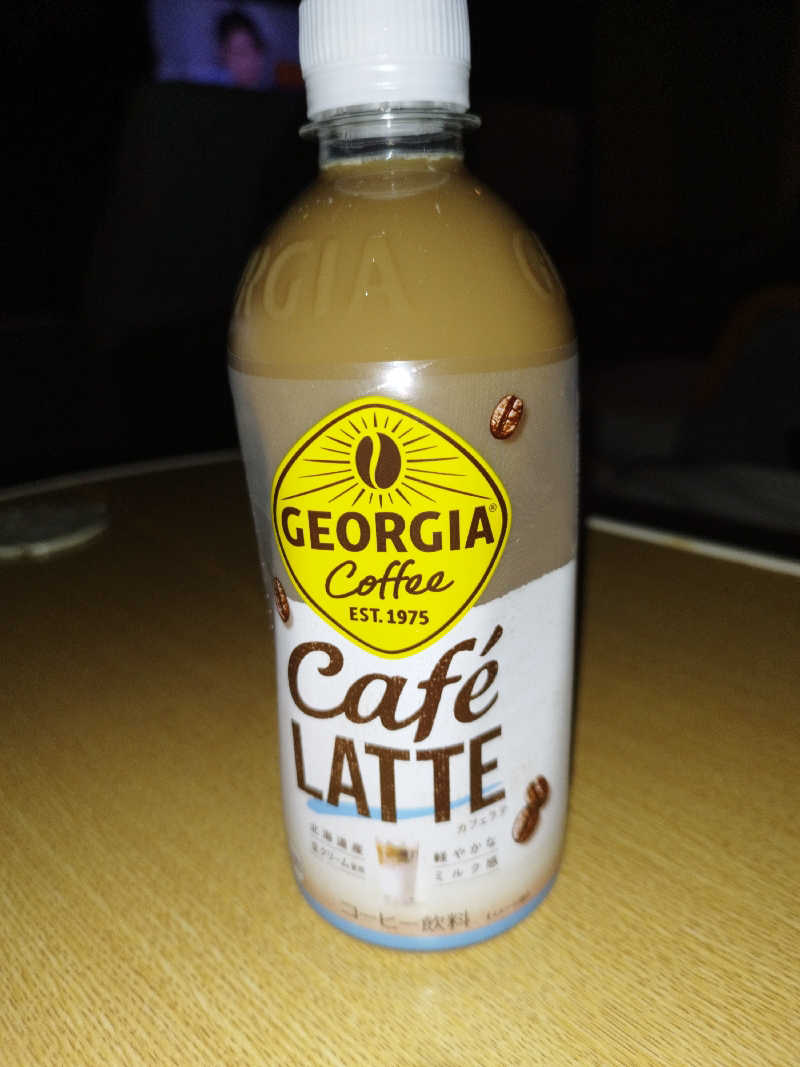 GEORGIA
GEORGIA®
Coffee
EST. 1975
Café
LATTE
カフェラテ
北海道産
生クリーム使用
軽やかな
ミルク感
コーヒー飲料